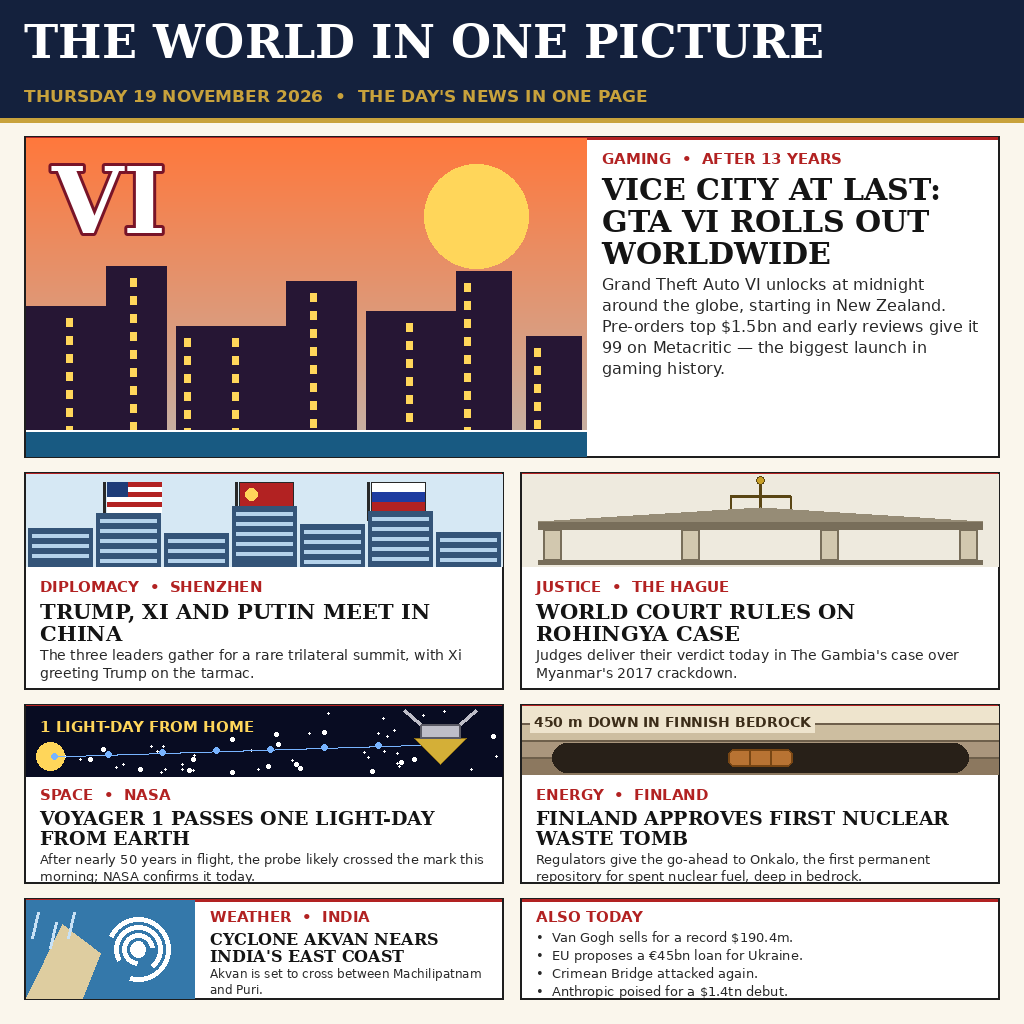 THE WORLD IN ONE PICTURE
THURSDAY 19 NOVEMBER 2026 • THE DAY'S NEWS IN ONE PAGE
VI
GAMING • AFTER 13 YEARS
VICE CITY AT LAST:
GTA VI ROLLS OUT
WORLDWIDE
Grand Theft Auto VI unlocks at midnight
around the globe, starting in New Zealand.
Pre-orders top $1.5bn and early reviews give it
99 on Metacritic — the biggest launch in
gaming history.
DIPLOMACY • SHENZHEN
TRUMP, XI AND PUTIN MEET IN
CHINA
The three leaders gather for a rare trilateral summit, with Xi
greeting Trump on the tarmac.
JUSTICE • THE HAGUE
WORLD COURT RULES ON
ROHINGYA CASE
Judges deliver their verdict today in The Gambia's case over
Myanmar's 2017 crackdown.
1 LIGHT-DAY FROM HOME
SPACE • NASA
VOYAGER 1 PASSES ONE LIGHT-DAY
FROM EARTH
After nearly 50 years in flight, the probe likely crossed the mark this
morning; NASA confirms it today.
450 m DOWN IN FINNISH BEDROCK
ENERGY • FINLAND
FINLAND APPROVES FIRST NUCLEAR
WASTE TOMB
Regulators give the go-ahead to Onkalo, the first permanent
repository for spent nuclear fuel, deep in bedrock.
WEATHER • INDIA
CYCLONE AKVAN NEARS
INDIA'S EAST COAST
Akvan is set to cross between Machilipatnam
and Puri.
ALSO TODAY
• Van Gogh sells for a record $190.4m.
• EU proposes a €45bn loan for Ukraine.
• Crimean Bridge attacked again.
• Anthropic poised for a $1.4tn debut.